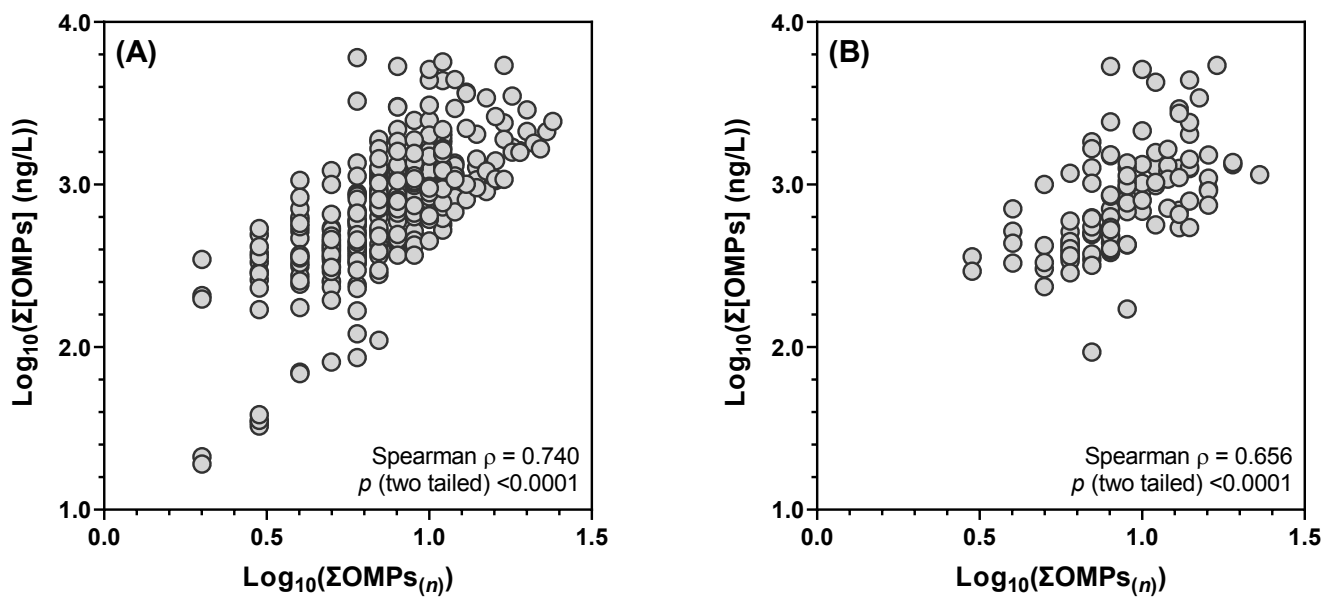 (A)
Log₁₀(Σ[OMPs] (ng/L))
4.0
3.0
2.0
1.0
0.0
0.5
1.0
1.5
Log₁₀(ΣOMPs₍ₙ₎)
Spearman ρ = 0.740
p (two tailed) <0.0001
(B)
Log₁₀(Σ[OMPs] (ng/L))
4.0
3.0
2.0
1.0
0.0
0.5
1.0
1.5
Log₁₀(ΣOMPs₍ₙ₎)
Spearman ρ = 0.656
p (two tailed) <0.0001